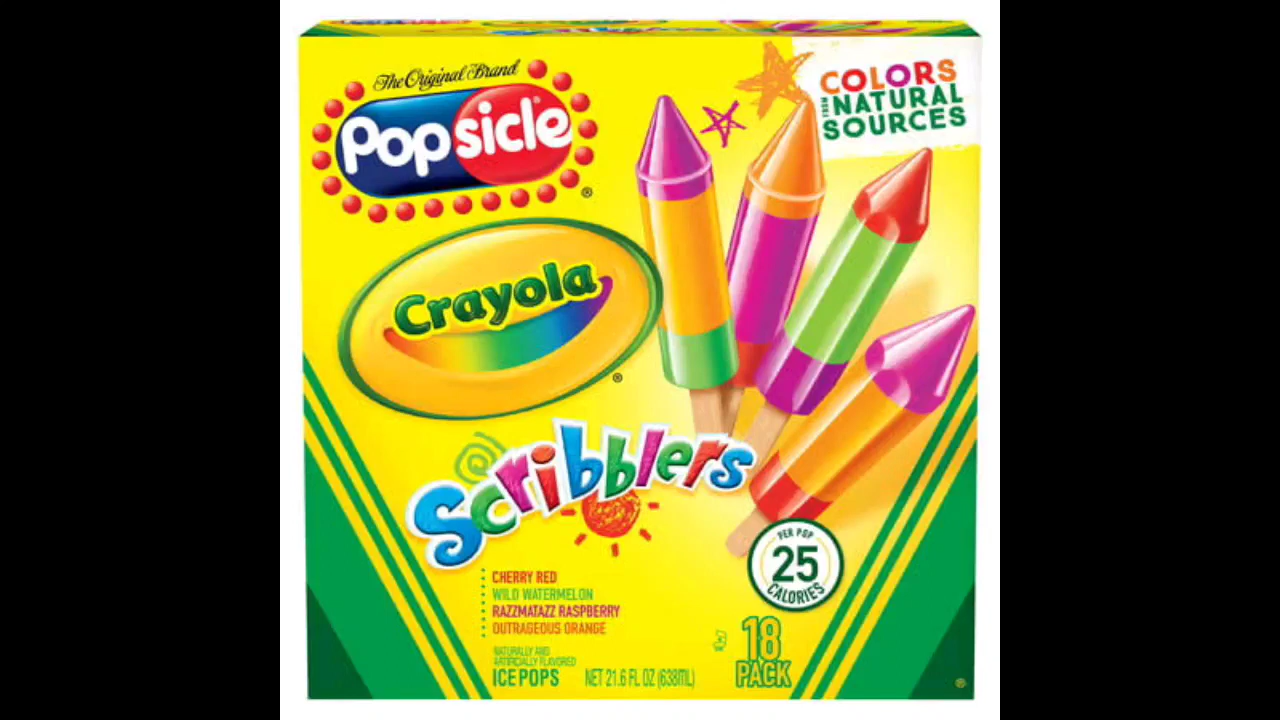 The Original Brand
Popsicle
®
COLORS
FROM NATURAL
SOURCES
Crayola
®
Scribblers
PER POP
25
CALORIES
CHERRY RED
WILD WATERMELON
RAZZMATAZZ RASPBERRY
OUTRAGEOUS ORANGE
NATURALLY AND
ARTIFICIALLY FLAVORED
ICE POPS NET 21.6 FL OZ (638mL)
18
PACK
®